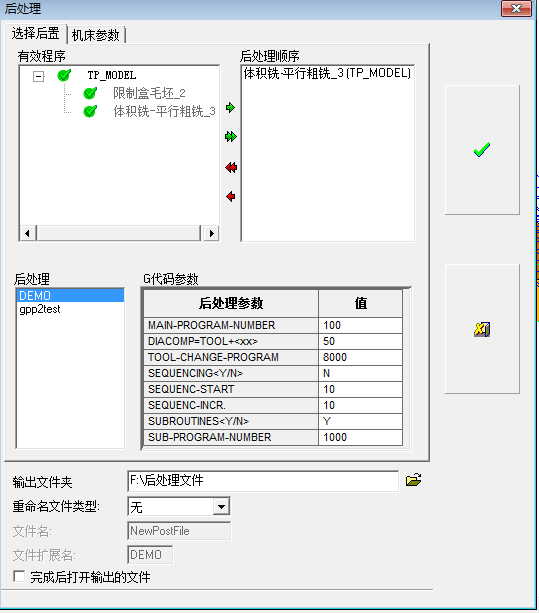 后处理
选择后置 机床参数
有效程序
TP_MODEL
限制盒毛坯_2
体积铣-平行粗铣_3
后处理顺序
体积铣-平行粗铣_3 (TP_MODEL)
后处理
DEMO
gpp2test
G代码参数
后处理参数 值
MAIN-PROGRAM-NUMBER 100
DIACOMP=TOOL+<xx> 50
TOOL-CHANGE-PROGRAM 8000
SEQUENCING<Y/N> N
SEQUENC-START 10
SEQUENC-INCR. 10
SUBROUTINES<Y/N> Y
SUB-PROGRAM-NUMBER 1000
输出文件夹 F:\后处理文件
重命名文件类型: 无
文件名: NewPostFile
文件扩展名: DEMO
完成后打开输出的文件